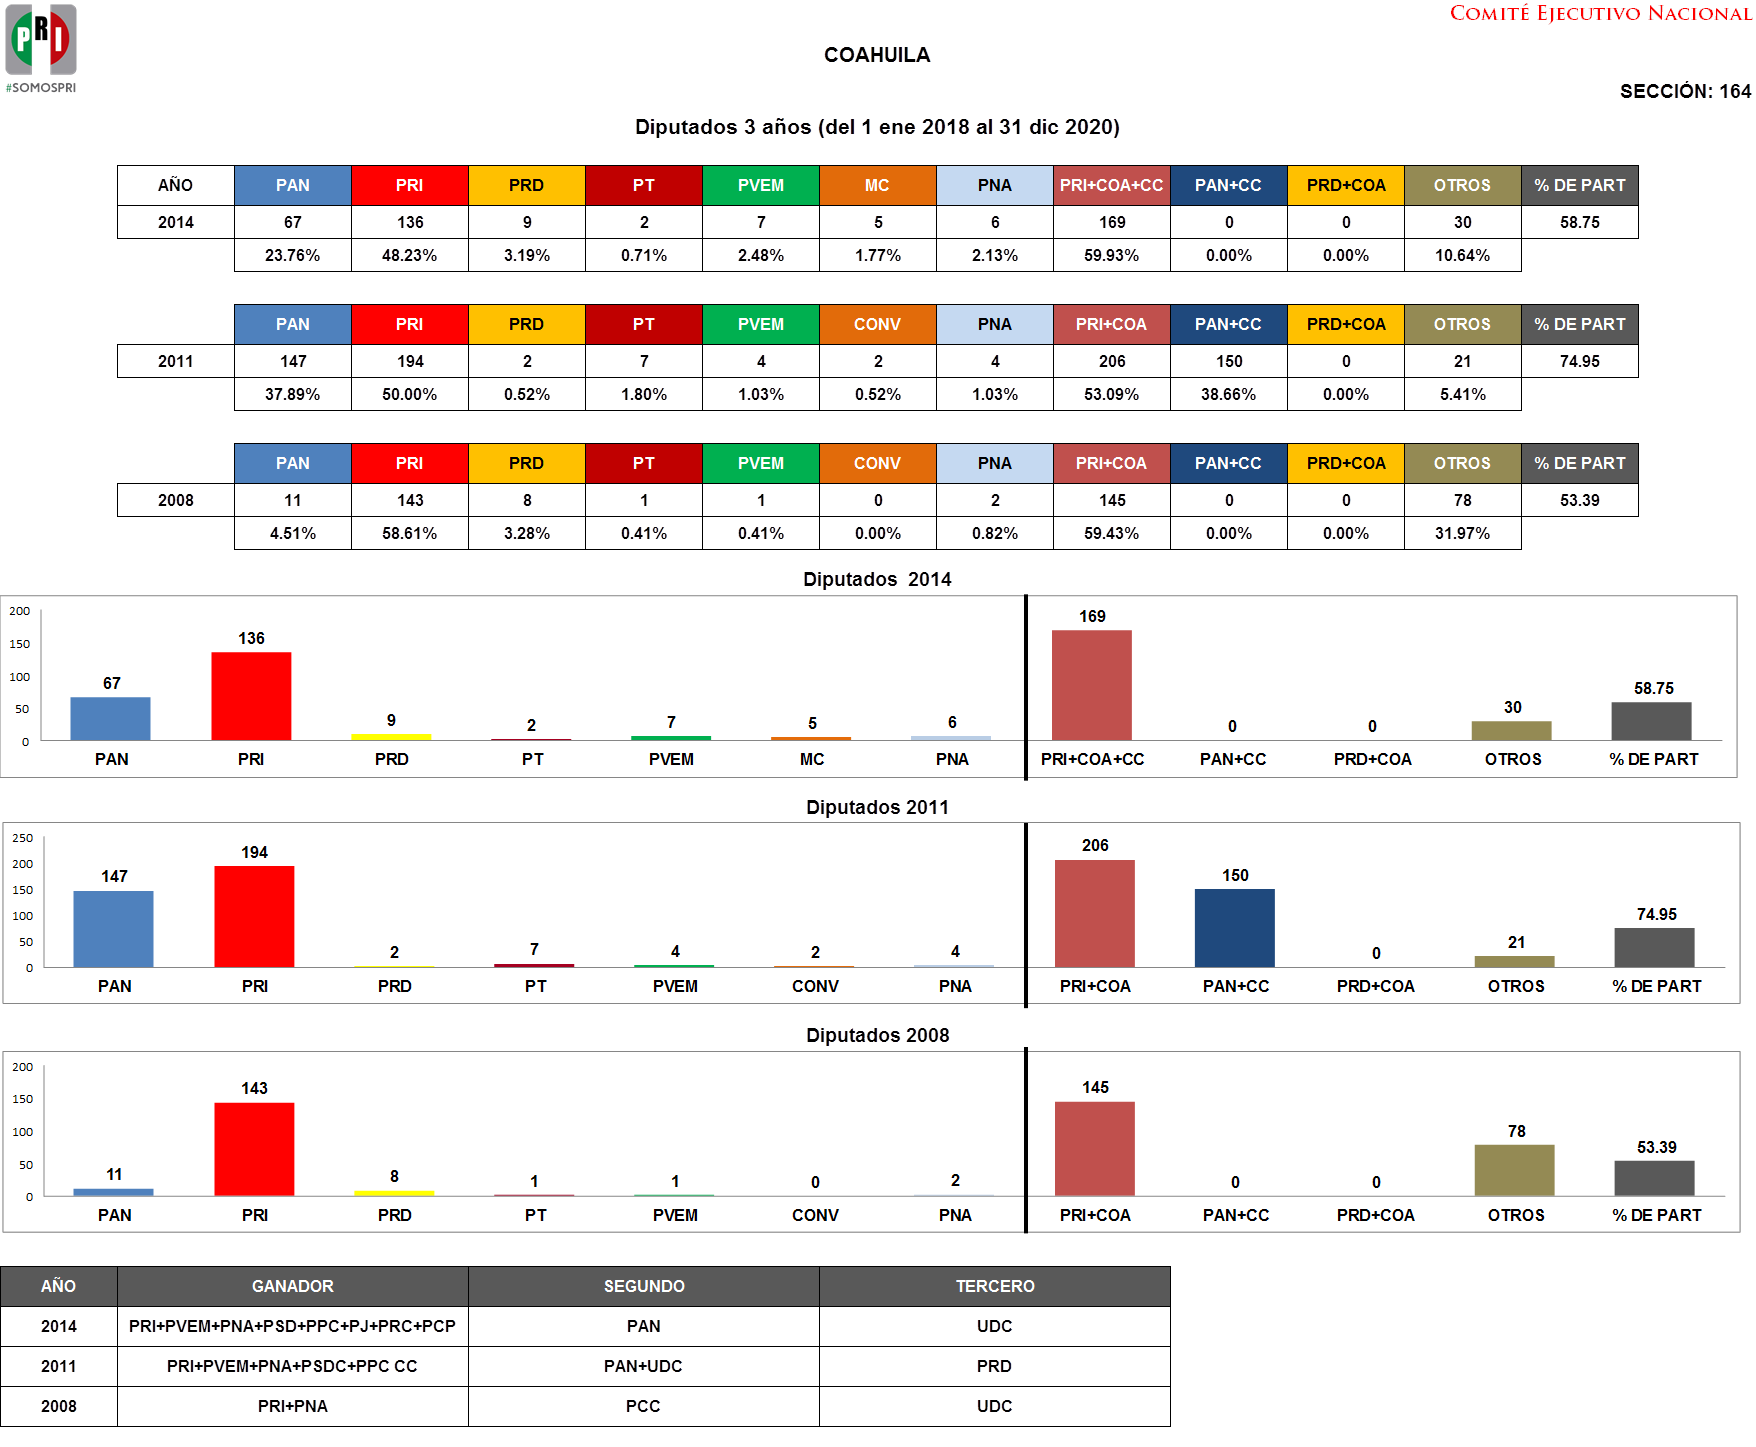 PRI
#SOMOSPRI
COMITÉ EJECUTIVO NACIONAL
COAHUILA
SECCIÓN: 164
Diputados 3 años (del 1 ene 2018 al 31 dic 2020)
AÑO PAN PRI PRD PT PVEM MC PNA PRI+COA+CC PAN+CC PRD+COA OTROS % DE PART
2014 67 136 9 2 7 5 6 169 0 0 30 58.75
23.76% 48.23% 3.19% 0.71% 2.48% 1.77% 2.13% 59.93% 0.00% 0.00% 10.64%
PAN PRI PRD PT PVEM CONV PNA PRI+COA PAN+CC PRD+COA OTROS % DE PART
2011 147 194 2 7 4 2 4 206 150 0 21 74.95
37.89% 50.00% 0.52% 1.80% 1.03% 0.52% 1.03% 53.09% 38.66% 0.00% 5.41%
PAN PRI PRD PT PVEM CONV PNA PRI+COA PAN+CC PRD+COA OTROS % DE PART
2008 11 143 8 1 1 0 2 145 0 0 78 53.39
4.51% 58.61% 3.28% 0.41% 0.41% 0.00% 0.82% 59.43% 0.00% 0.00% 31.97%
Diputados 2014
200
150
100
50
0
67 136 9 2 7 5 6 169 0 0 30 58.75
PAN PRI PRD PT PVEM MC PNA PRI+COA+CC PAN+CC PRD+COA OTROS % DE PART
Diputados 2011
250
200
150
100
50
0
147 194 2 7 4 2 4 206 150 0 21 74.95
PAN PRI PRD PT PVEM CONV PNA PRI+COA PAN+CC PRD+COA OTROS % DE PART
Diputados 2008
200
150
100
50
0
11 143 8 1 1 0 2 145 0 0 78 53.39
PAN PRI PRD PT PVEM CONV PNA PRI+COA PAN+CC PRD+COA OTROS % DE PART
AÑO GANADOR SEGUNDO TERCERO
2014 PRI+PVEM+PNA+PSD+PPC+PJ+PRC+PCP PAN UDC
2011 PRI+PVEM+PNA+PSDC+PPC CC PAN+UDC PRD
2008 PRI+PNA PCC UDC